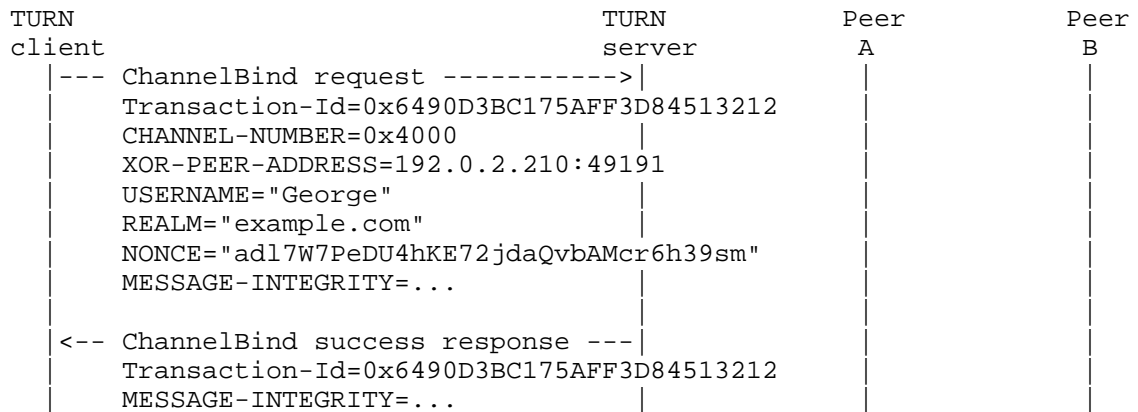 TURN                                 TURN           Peer          Peer
client                               server          A             B
  |--- ChannelBind request ----------->|             |             |
  |    Transaction-Id=0x6490D3BC175AFF3D84513212     |             |
  |    CHANNEL-NUMBER=0x4000           |             |             |
  |    XOR-PEER-ADDRESS=192.0.2.210:49191            |             |
  |    USERNAME="George"               |             |             |
  |    REALM="example.com"             |             |             |
  |    NONCE="adl7W7PeDU4hKE72jdaQvbAMcr6h39sm"      |             |
  |    MESSAGE-INTEGRITY=...           |             |             |
  |                                    |             |             |
  |<-- ChannelBind success response ---|             |             |
  |    Transaction-Id=0x6490D3BC175AFF3D84513212     |             |
  |    MESSAGE-INTEGRITY=...           |             |             |